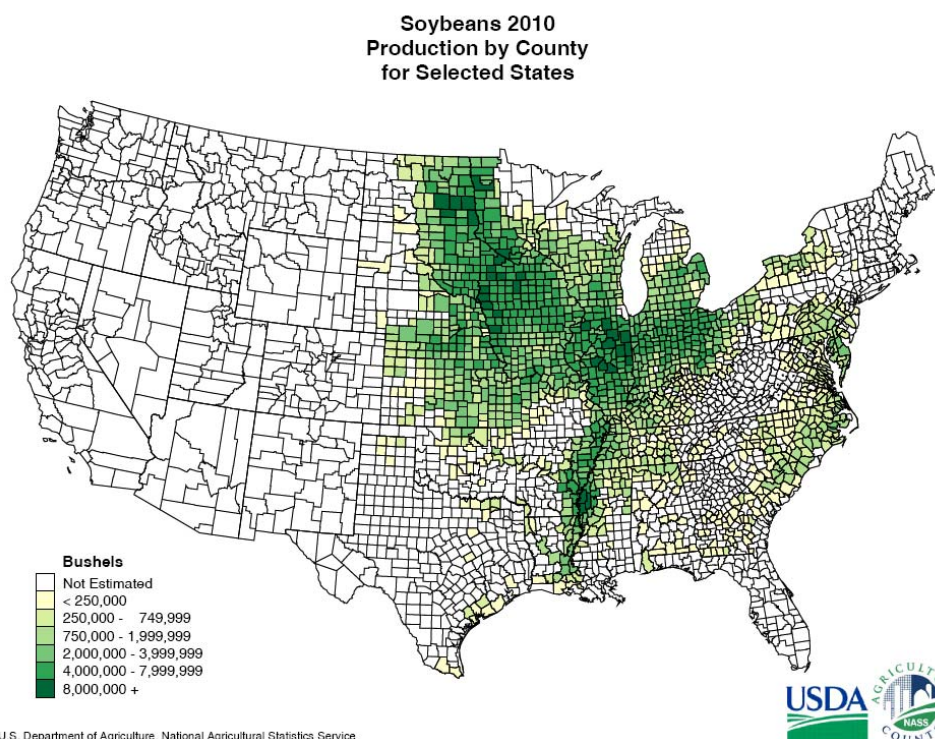 Soybeans 2010
Production by County
for Selected States
Bushels
Not Estimated
< 250,000
250,000 - 749,999
750,000 - 1,999,999
2,000,000 - 3,999,999
4,000,000 - 7,999,999
8,000,000 +
USDA
AGRICULT
NASS
COUNT
U.S. Department of Agriculture, National Agricultural Statistics Service